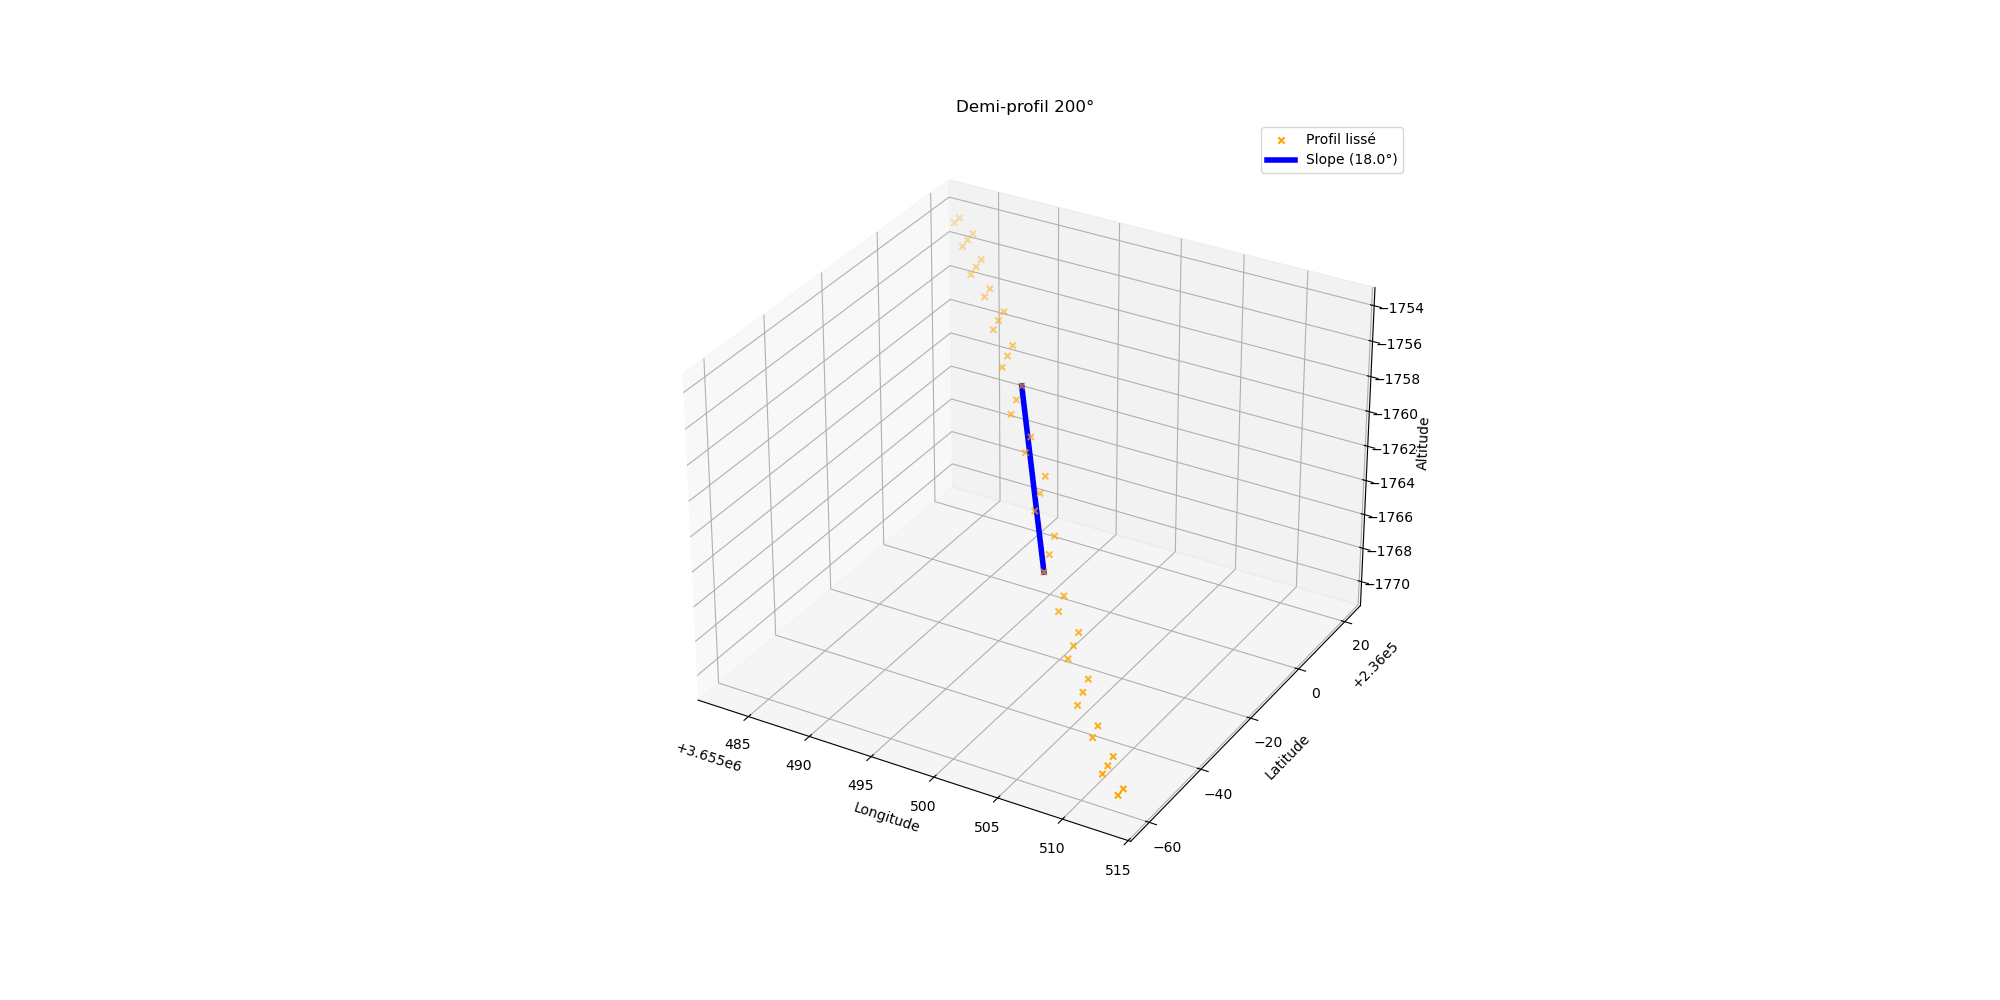 Demi-profil 200°
Profil lissé
Slope (18.0°)
−1754
−1756
−1758
−1760
−1762
−1764
−1766
−1768
−1770
Altitude
20
0
−20
−40
−60
+2.36e5
Latitude
485
490
495
500
505
510
515
+3.655e6
Longitude